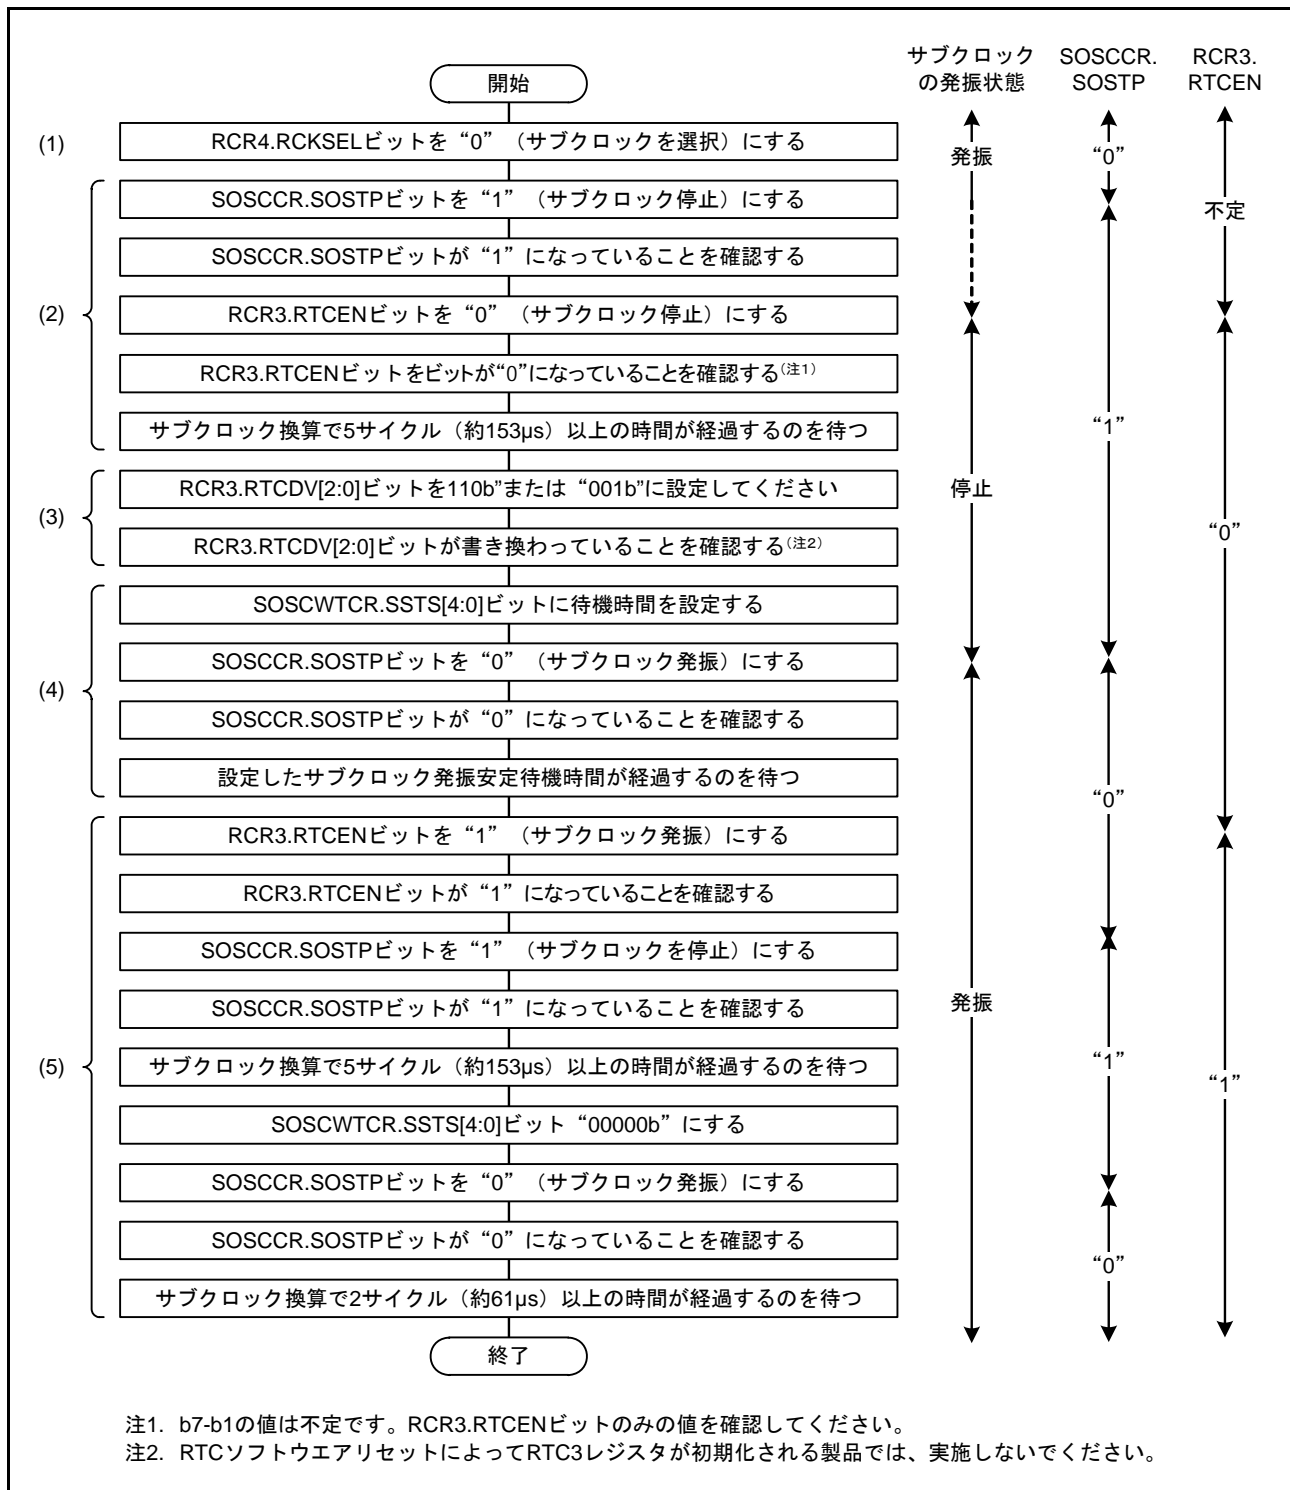 サブクロック
の発振状態
SOSCCR.
SOSTP
RCR3.
RTCEN
開始
(1)
RCR4.RCKSELビットを“0”（サブクロックを選択）にする
発振
“0”
SOSCCR.SOSTPビットを“1”（サブクロック停止）にする
不定
SOSCCR.SOSTPビットが“1”になっていることを確認する
(2)
RCR3.RTCENビットを“0”（サブクロック停止）にする
RCR3.RTCENビットをビットが“0”になっていることを確認する（注1）
サブクロック換算で5サイクル（約153µs）以上の時間が経過するのを待つ
“1”
RCR3.RTCDV[2:0]ビットを110b”または“001b”に設定してください
停止
(3)
“0”
RCR3.RTCDV[2:0]ビットが書き換わっていることを確認する（注2）
SOSCWTCR.SSTS[4:0]ビットに待機時間を設定する
SOSCCR.SOSTPビットを“0”（サブクロック発振）にする
(4)
SOSCCR.SOSTPビットが“0”になっていることを確認する
設定したサブクロック発振安定待機時間が経過するのを待つ
“0”
RCR3.RTCENビットを“1”（サブクロック発振）にする
RCR3.RTCENビットが“1”になっていることを確認する
SOSCCR.SOSTPビットを“1”（サブクロックを停止）にする
SOSCCR.SOSTPビットが“1”になっていることを確認する
発振
(5)
サブクロック換算で5サイクル（約153µs）以上の時間が経過するのを待つ
“1”
“1”
SOSCWTCR.SSTS[4:0]ビット“00000b”にする
SOSCCR.SOSTPビットを“0”（サブクロック発振）にする
SOSCCR.SOSTPビットが“0”になっていることを確認する
“0”
サブクロック換算で2サイクル（約61µs）以上の時間が経過するのを待つ
終了
注1. b7-b1の値は不定です。RCR3.RTCENビットのみの値を確認してください。
注2. RTCソフトウエアリセットによってRTC3レジスタが初期化される製品では、実施しないでください。